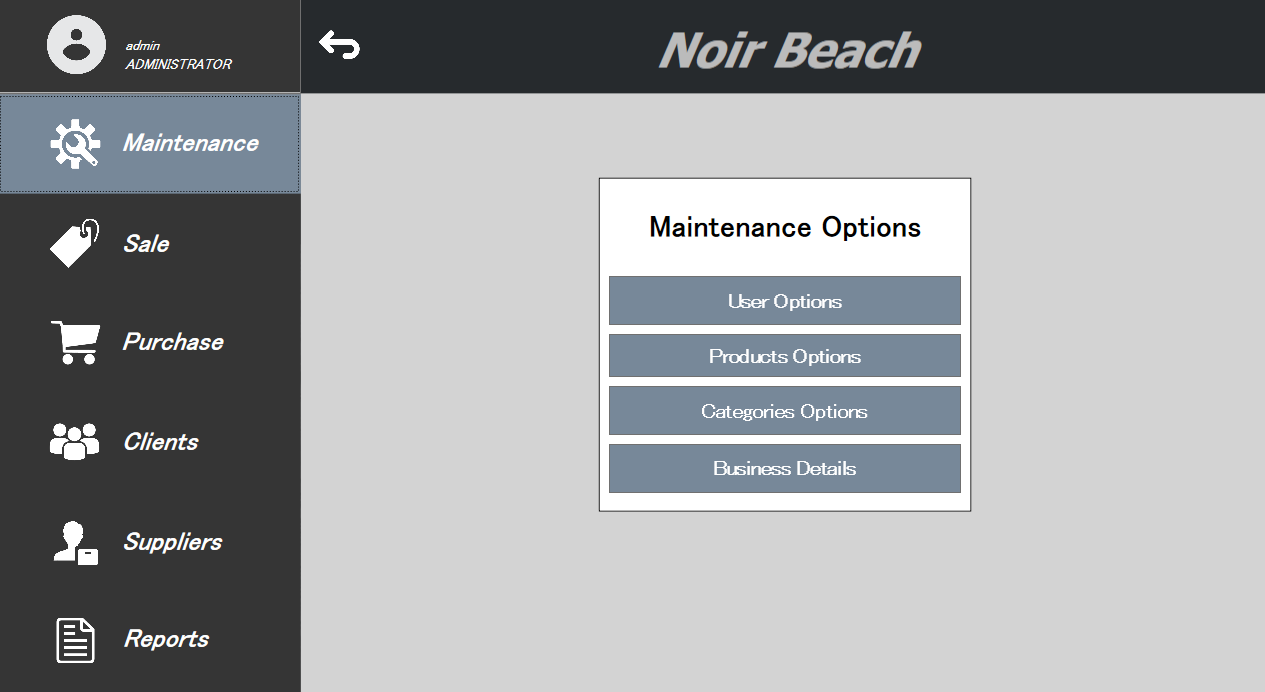 admin
ADMINISTRATOR
Noir Beach
Maintenance
Sale
Purchase
Clients
Suppliers
Reports
Maintenance Options
User Options
Products Options
Categories Options
Business Details